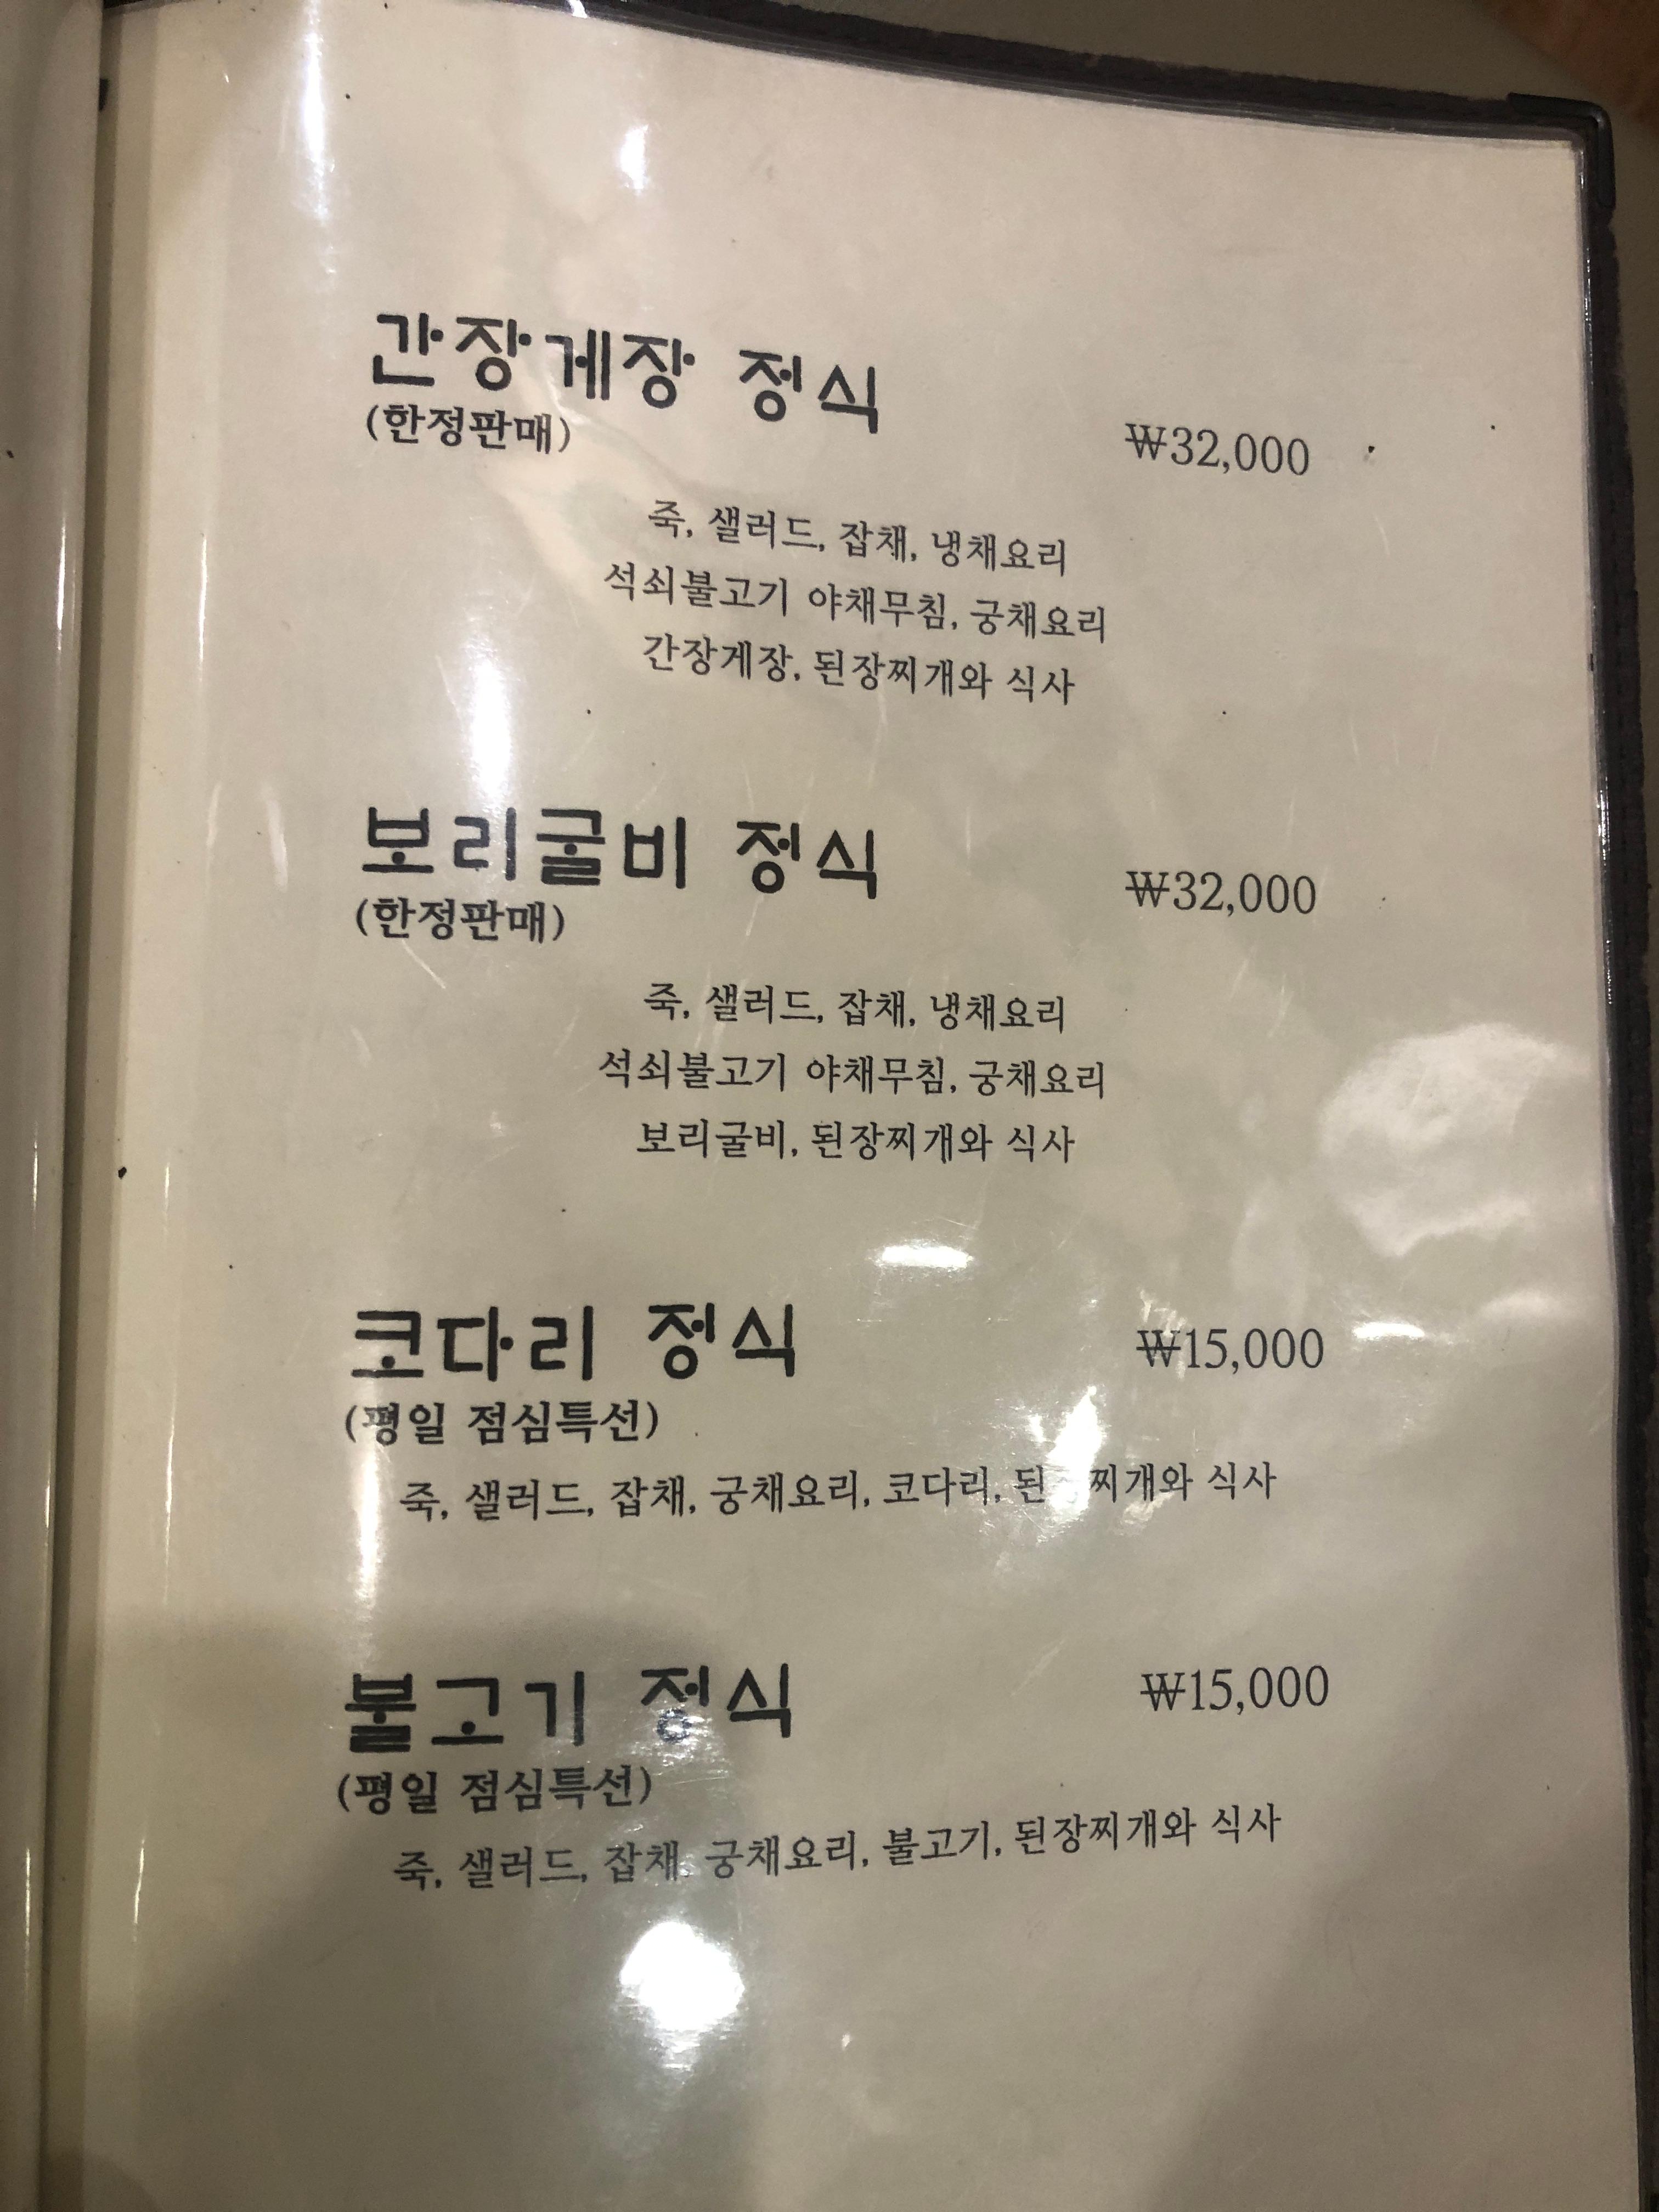 간장게장 정식
(한정판매)
₩32,000
죽, 샐러드, 잡채, 냉채요리
석쇠불고기 야채무침, 궁채요리
간장게장, 된장찌개와 식사
보리굴비 정식
(한정판매)
₩32,000
죽, 샐러드, 잡채, 냉채요리
석쇠불고기 야채무침, 궁채요리
보리굴비, 된장찌개와 식사
코다리 정식
(평일 점심특선)
₩15,000
죽, 샐러드, 잡채, 궁채요리, 코다리, 된장찌개와 식사
불고기 정식
(평일 점심특선)
₩15,000
죽, 샐러드, 잡채, 궁채요리, 불고기, 된장찌개와 식사